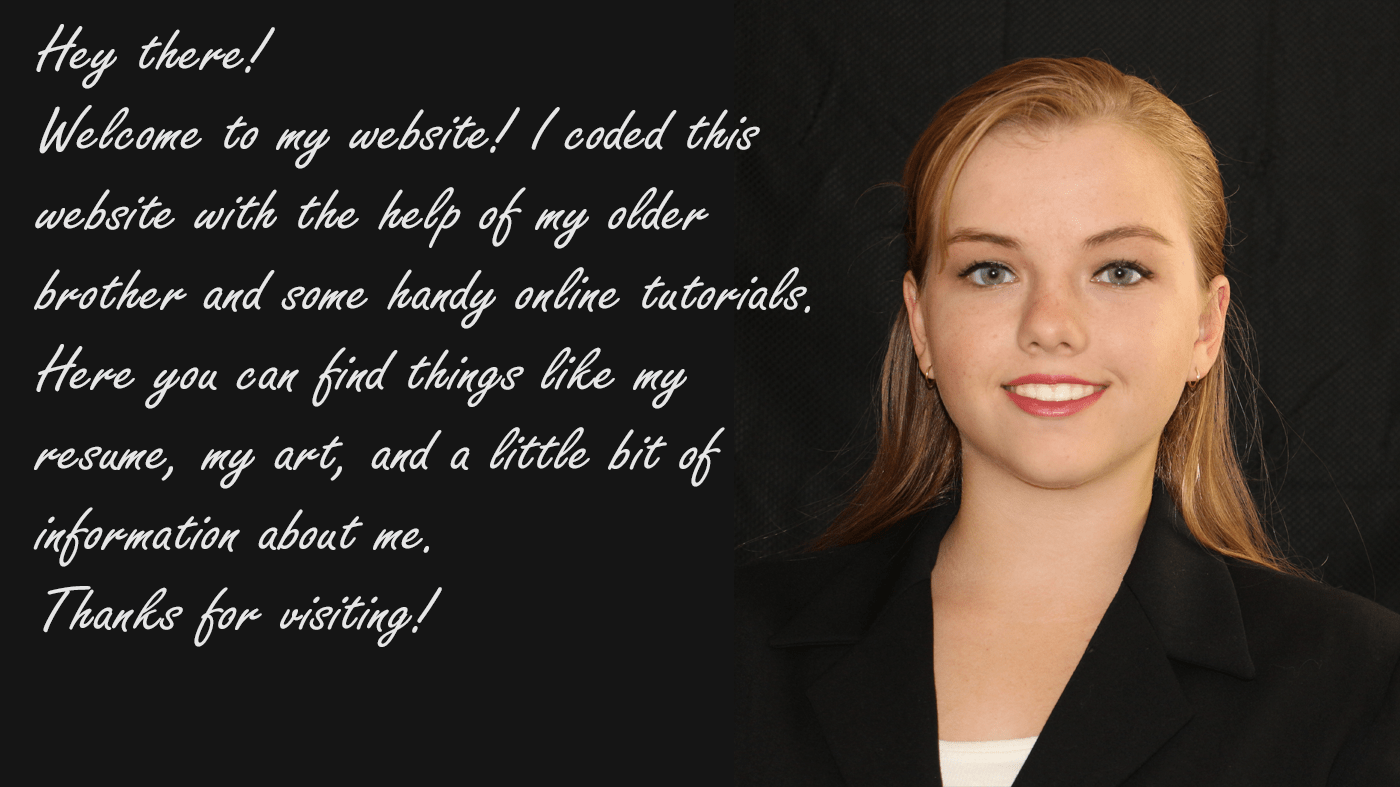 Hey there!
Welcome to my website! I coded this
website with the help of my older
brother and some handy online tutorials.
Here you can find things like my
resume, my art, and a little bit of
information about me.
Thanks for visiting!